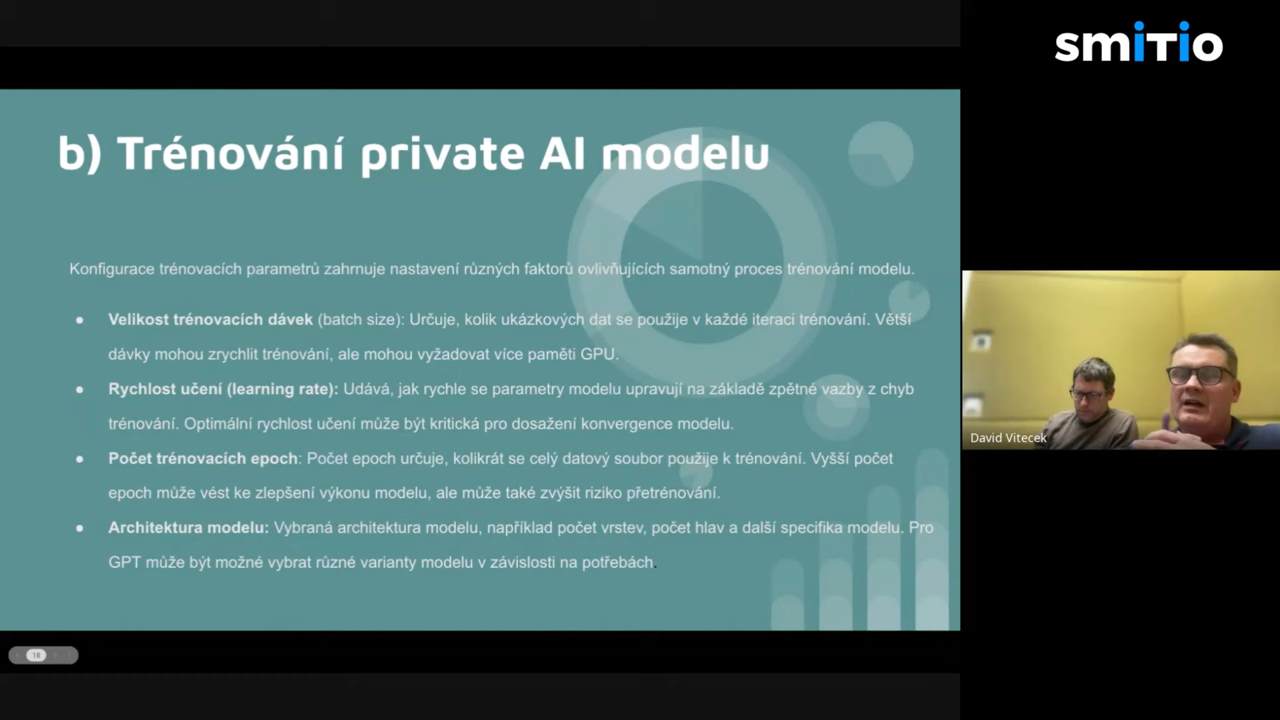 smiTio
b) Trénování private AI modelu
Konfigurace trénovacích parametrů zahrnuje nastavení různých faktorů ovlivňujících samotný proces trénování modelu.
● Velikost trénovacích dávek (batch size): Určuje, kolik ukázkových dat se použije v každé iteraci trénování. Větší
dávky mohou zrychlit trénování, ale mohou vyžadovat více paměti GPU.
● Rychlost učení (learning rate): Udává, jak rychle se parametry modelu upravují na základě zpětné vazby z chyb
trénování. Optimální rychlost učení může být kritická pro dosažení konvergence modelu.
● Počet trénovacích epoch: Počet epoch určuje, kolikrát se celý datový soubor použije k trénování. Vyšší počet
epoch může vést ke zlepšení výkonu modelu, ale může také zvýšit riziko přetrénování.
● Architektura modelu: Vybraná architektura modelu, například počet vrstev, počet hlav a další specifika modelu. Pro
GPT může být možné vybrat různé varianty modelu v závislosti na potřebách.
David Vitecek
18